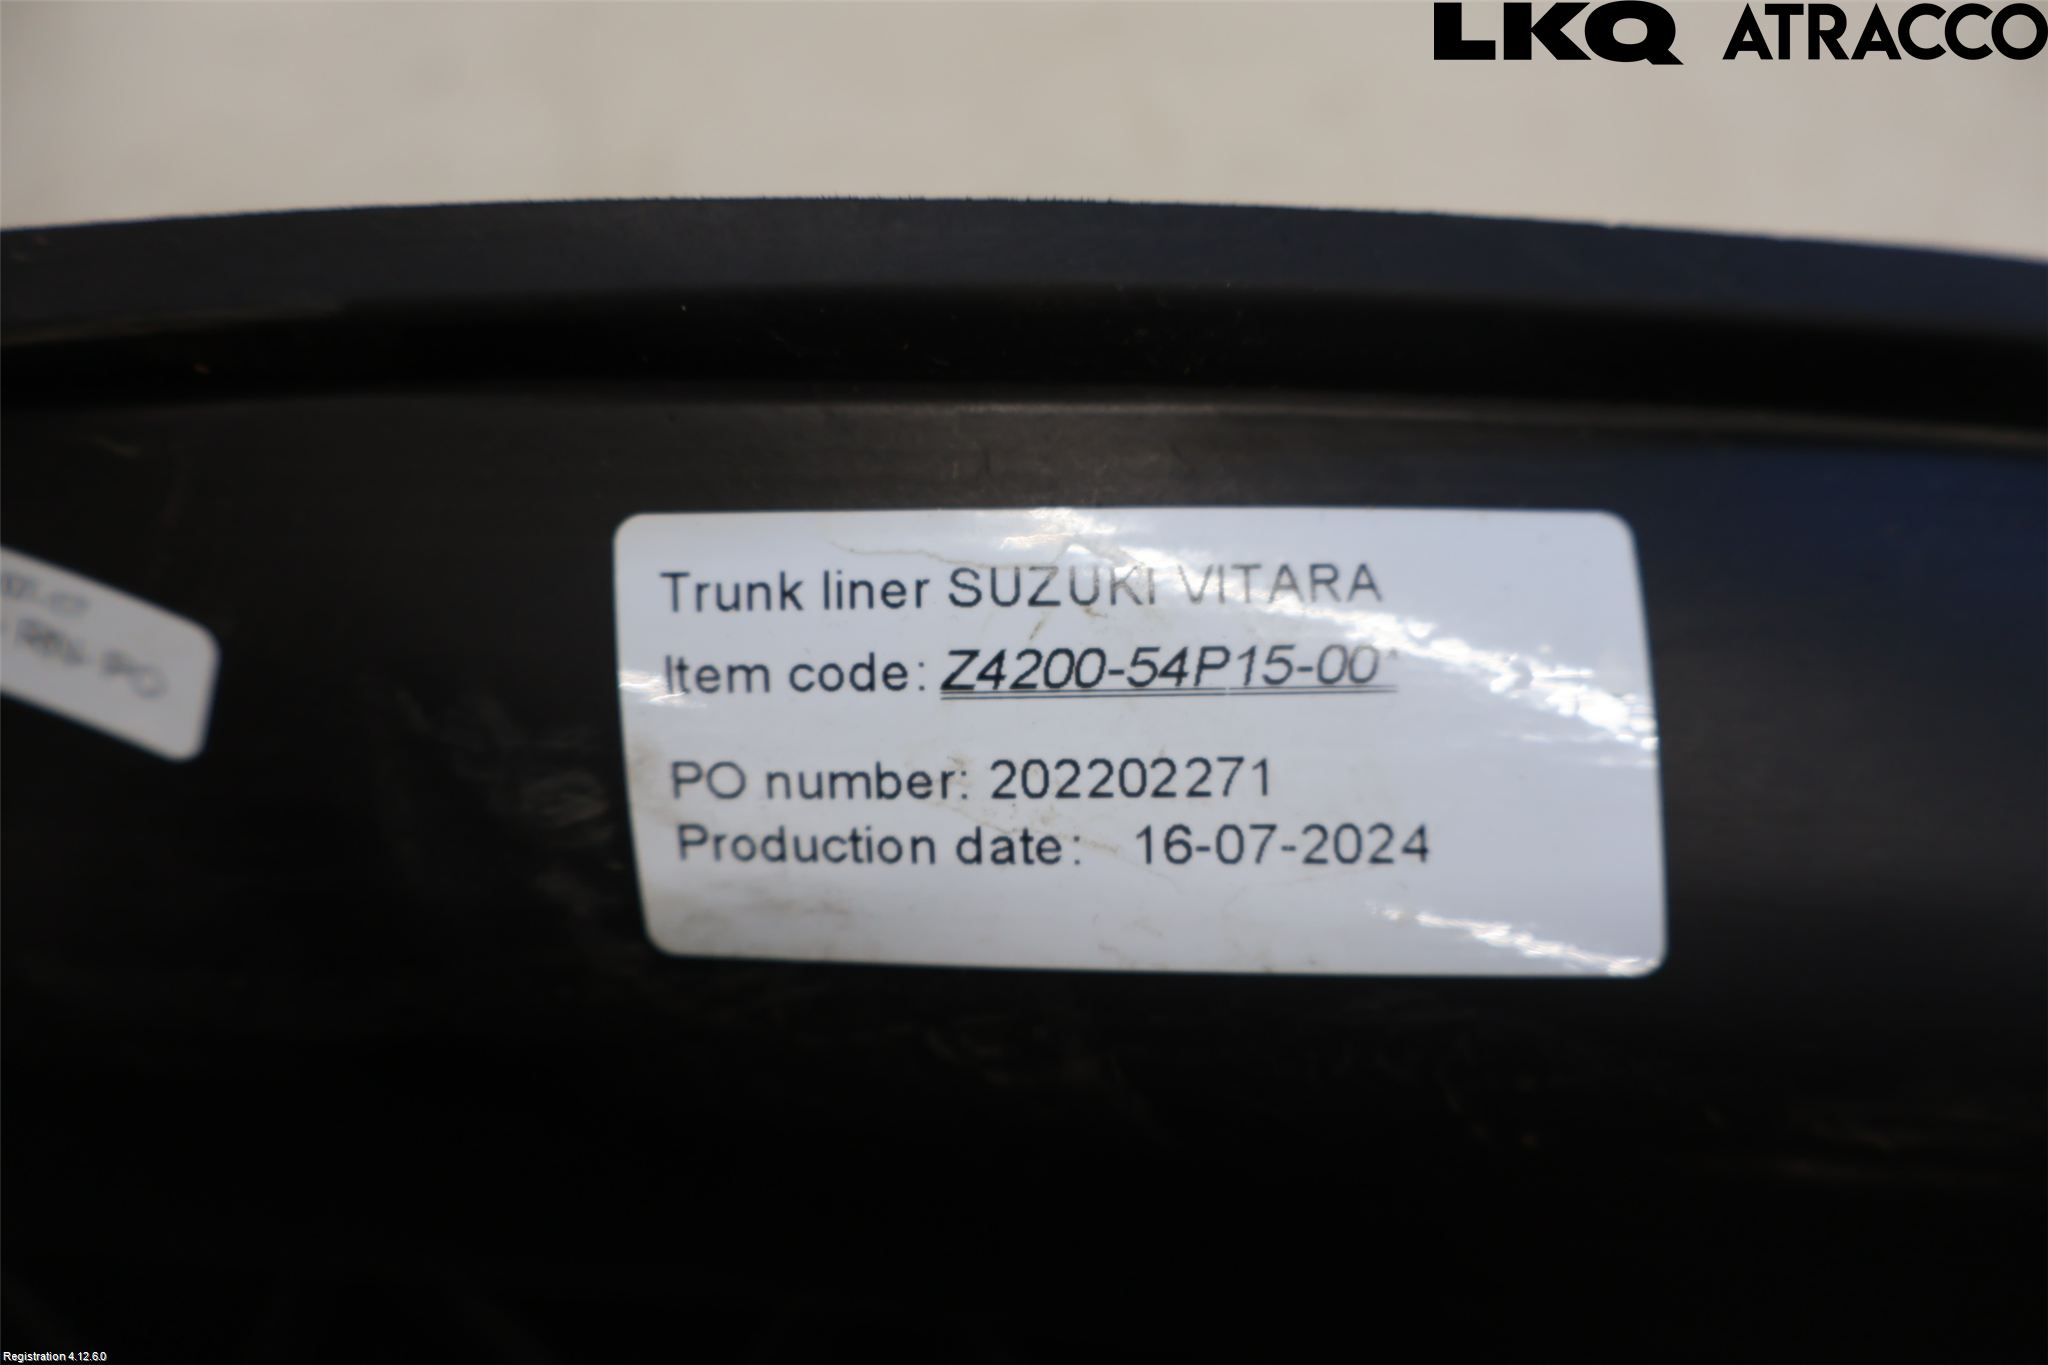 LKQ ATRACCO
Trunk liner SUZUKI VITARA
Item code: Z4200-54P15-00*
PO number: 202202271
Production date: 16-07-2024
Registration 4.12.6.0